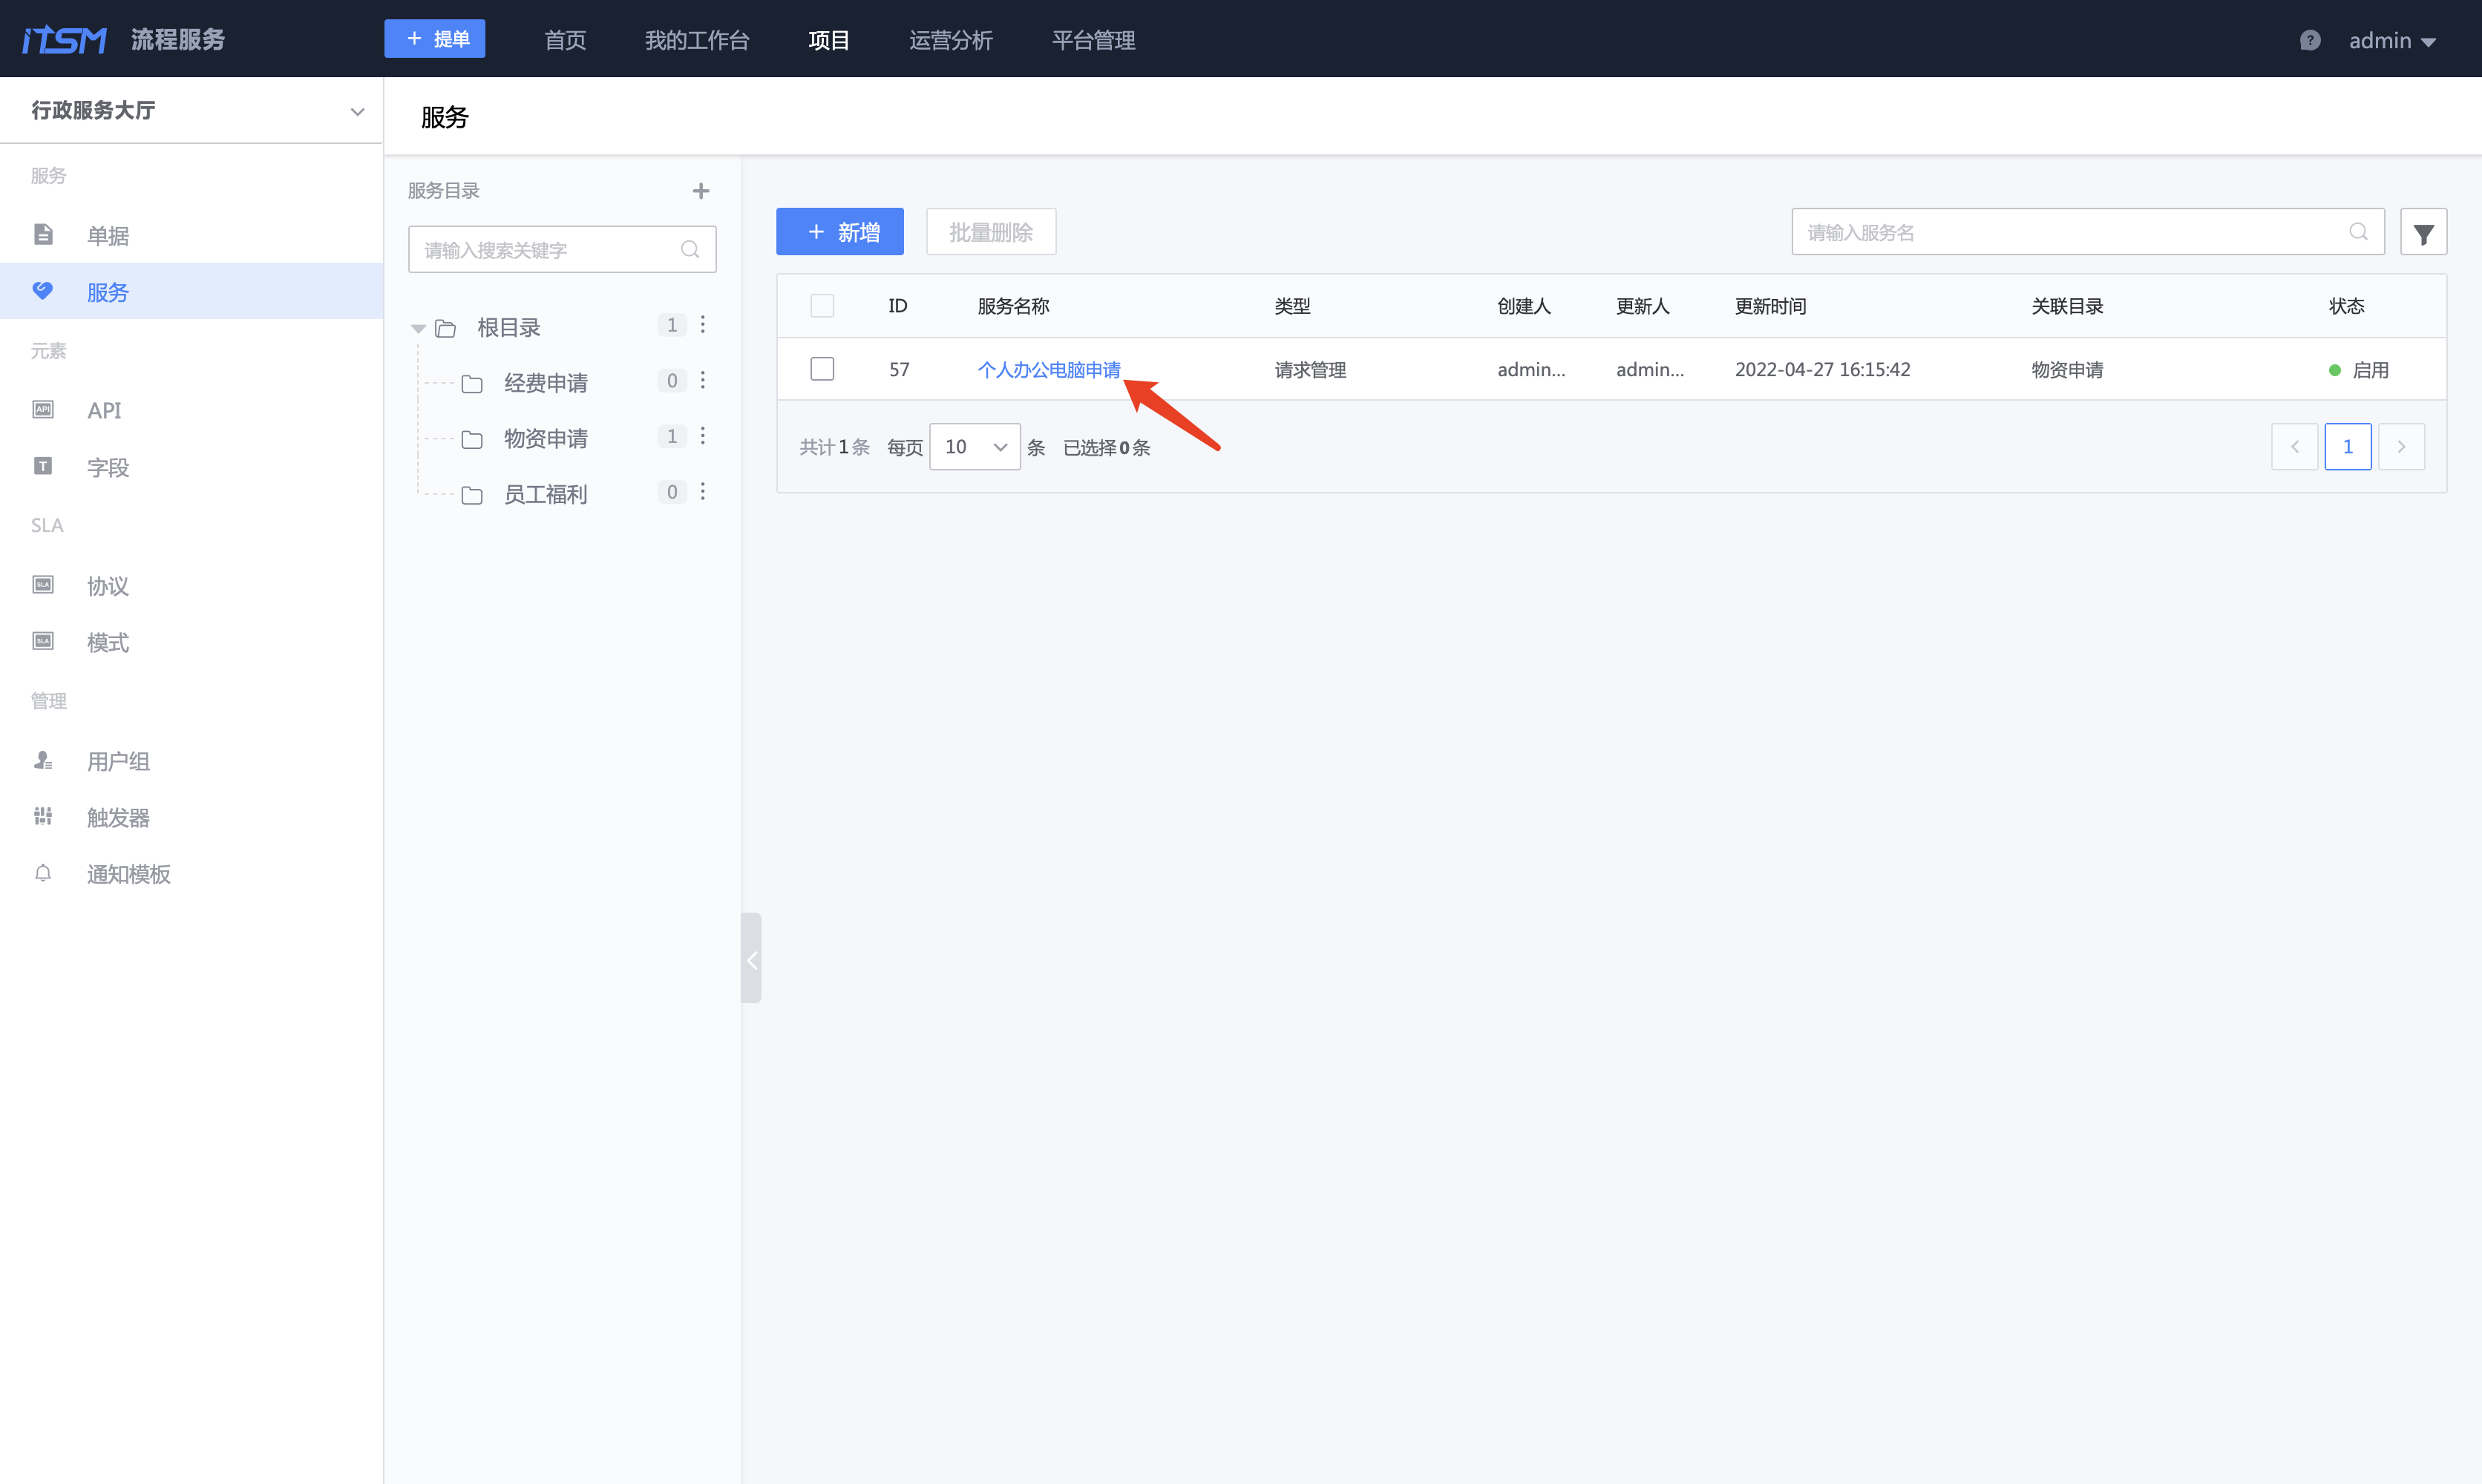 iTSM 流程服务 + 提单 首页 我的工作台 项目 运营分析 平台管理 ? admin
行政服务大厅
服务
单据
服务
元素
API API
T 字段
SLA
SLA 协议
SLA 模式
管理
用户组
触发器
通知模板
服务
服务目录 +
请输入搜索关键字
根目录 1
经费申请 0
物资申请 1
员工福利 0
+ 新增 批量删除 请输入服务名
ID 服务名称 类型 创建人 更新人 更新时间 关联目录 状态
57 个人办公电脑申请 请求管理 admin... admin... 2022-04-27 16:15:42 物资申请 启用
共计 1 条 每页 10 条 已选择 0 条 1